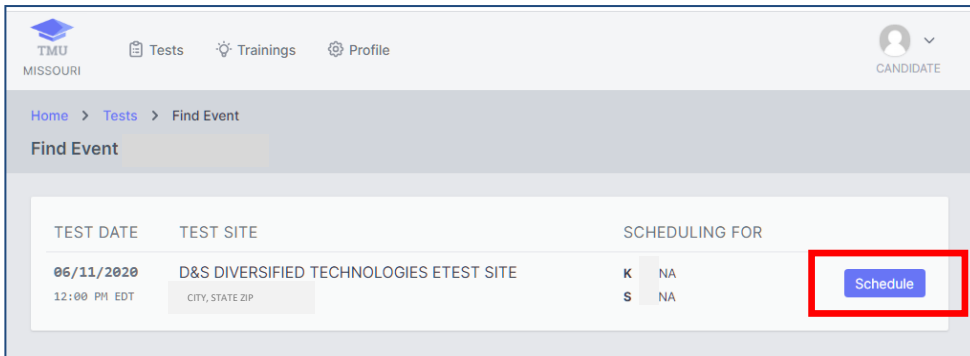 TMU
MISSOURI
Tests
Trainings
Profile
CANDIDATE
Home > Tests > Find Event
Find Event
TEST DATE TEST SITE SCHEDULING FOR
06/11/2020 D&S DIVERSIFIED TECHNOLOGIES ETEST SITE K NA
12:00 PM EDT CITY, STATE ZIP S NA
Schedule